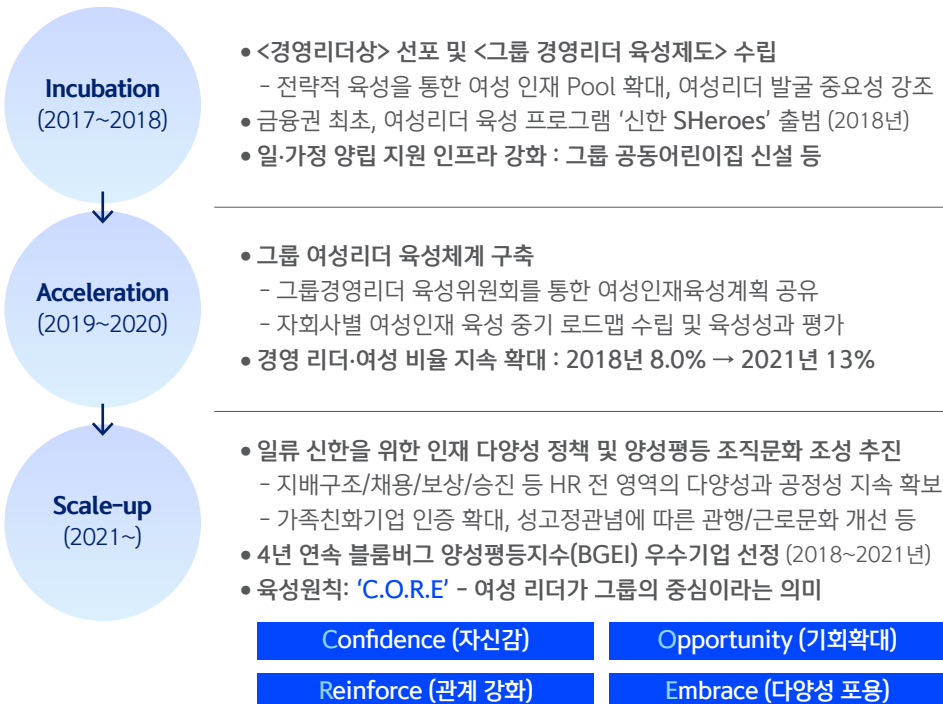 Incubation
(2017~2018)
• <경영리더상> 선포 및 <그룹 경영리더 육성제도> 수립
- 전략적 육성을 통한 여성 인재 Pool 확대, 여성리더 발굴 중요성 강조
• 금융권 최초, 여성리더 육성 프로그램 ‘신한 SHeroes’ 출범 (2018년)
• 일·가정 양립 지원 인프라 강화 : 그룹 공동어린이집 신설 등
Acceleration
(2019~2020)
• 그룹 여성리더 육성체계 구축
- 그룹경영리더 육성위원회를 통한 여성인재육성계획 공유
- 자회사별 여성인재 육성 중기 로드맵 수립 및 육성성과 평가
• 경영 리더·여성 비율 지속 확대 : 2018년 8.0% → 2021년 13%
Scale-up
(2021~)
• 일류 신한을 위한 인재 다양성 정책 및 양성평등 조직문화 조성 추진
- 지배구조/채용/보상/승진 등 HR 전 영역의 다양성과 공정성 지속 확보
- 가족친화기업 인증 확대, 성고정관념에 따른 관행/근로문화 개선 등
• 4년 연속 블룸버그 양성평등지수(BGEI) 우수기업 선정 (2018~2021년)
• 육성원칙: ‘C.O.R.E’ - 여성 리더가 그룹의 중심이라는 의미
Confidence (자신감)
Opportunity (기회확대)
Reinforce (관계 강화)
Embrace (다양성 포용)